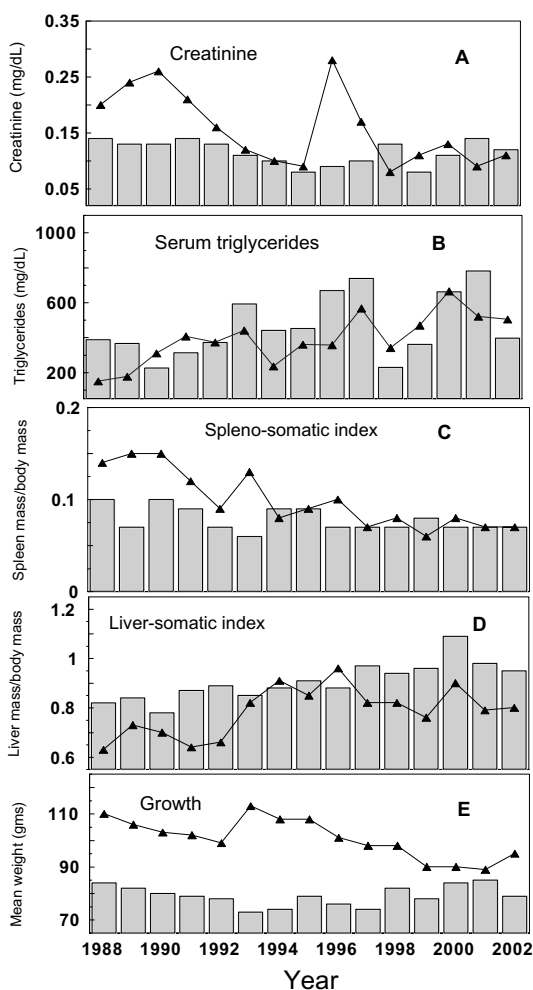 0.35
0.25
0.15
0.05
Creatinine (mg/dL)
Creatinine
A
1000
600
200
Triglycerides (mg/dL)
Serum triglycerides
B
0.2
0.1
0
Spleen mass/body mass
Spleno-somatic index
C
1.2
1
0.8
0.6
Liver mass/body mass
Liver-somatic index
D
110
90
70
Mean weight (gms)
Growth
E
1988 1990 1992 1994 1996 1998 2000 2002
Year